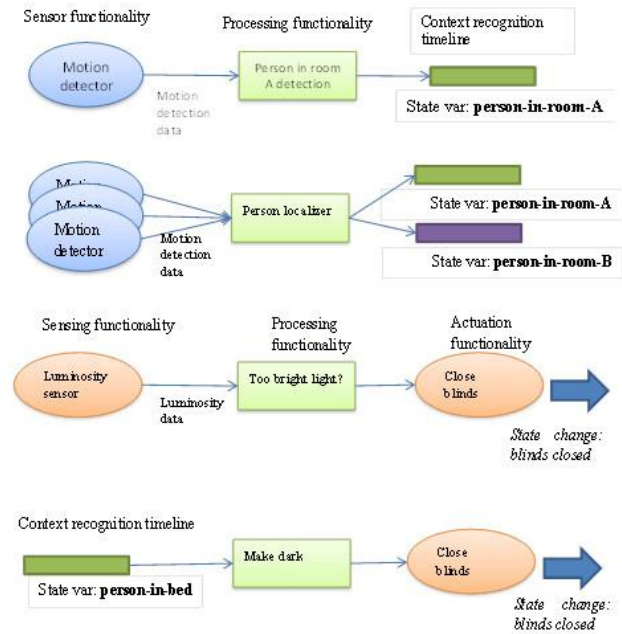 Sensor functionality
Processing functionality
Context recognition
timeline
Motion
detector
Person in room
A detection
Motion
detection
data
State var: person-in-room-A
Motion
Motion
Motion
detector
Person localizer
Motion
detection
data
State var: person-in-room-A
State var: person-in-room-B
Sensing functionality
Processing
functionality
Actuation
functionality
Luminosity
sensor
Too bright light?
Close
blinds
Luminosity
data
State change:
blinds closed
Context recognition timeline
Make dark
Close
blinds
State var: person-in-bed
State change:
blinds closed